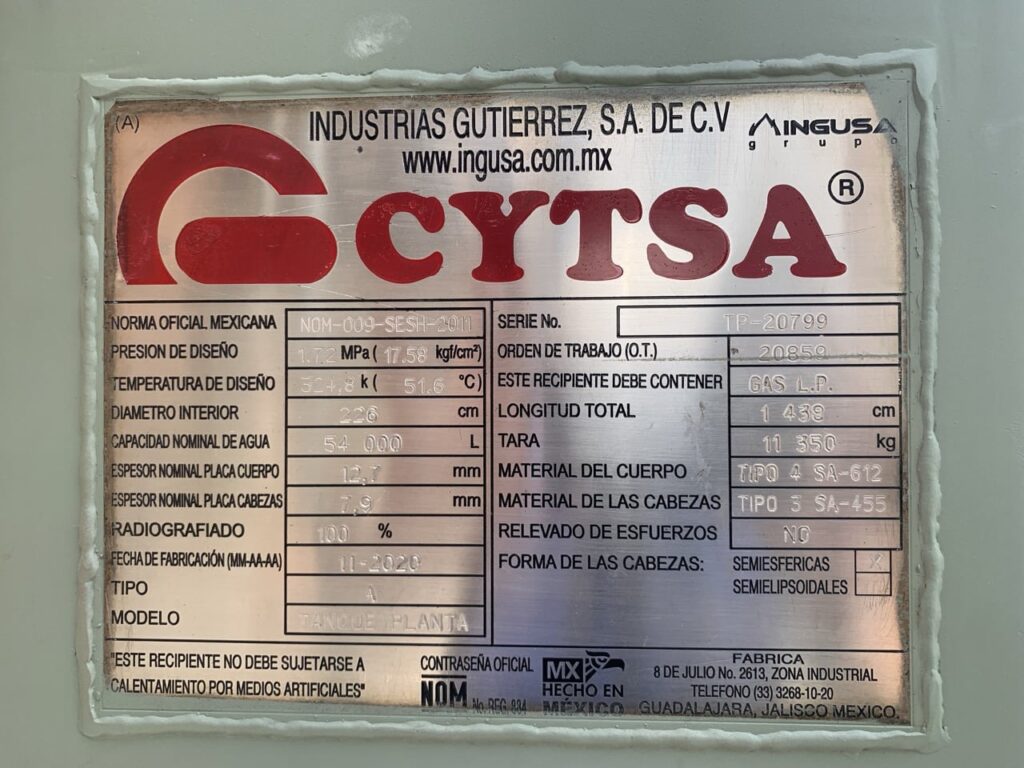 (A)
INDUSTRIAS GUTIERREZ, S.A. DE C.V
INGUSA
grupo
www.ingusa.com.mx
CYTSA ®
NORMA OFICIAL MEXICANA NOM-009-SESH-2011
PRESION DE DISEÑO 1.72 MPa ( 17.58 kgf/cm²)
TEMPERATURA DE DISEÑO 324,8 k ( 51,6 °C)
DIAMETRO INTERIOR 226 cm
CAPACIDAD NOMINAL DE AGUA 54 000 L
ESPESOR NOMINAL PLACA CUERPO 12,7 mm
ESPESOR NOMINAL PLACA CABEZAS 7,9 mm
RADIOGRAFIADO 100 %
FECHA DE FABRICACIÓN (MM-AA-AA) 11-2020
TIPO A
MODELO TANQUE PLANTA
SERIE No. TP-20799
ORDEN DE TRABAJO (O.T.) 20859
ESTE RECIPIENTE DEBE CONTENER GAS L.P.
LONGITUD TOTAL 1 438 cm
TARA 11 350 kg
MATERIAL DEL CUERPO TIPO 4 SA-612
MATERIAL DE LAS CABEZAS TIPO 3 SA-455
RELEVADO DE ESFUERZOS NO
FORMA DE LAS CABEZAS: SEMIESFERICAS X
SEMIELIPSOIDALES
"ESTE RECIPIENTE NO DEBE SUJETARSE A
CALENTAMIENTO POR MEDIOS ARTIFICIALES"
CONTRASEÑA OFICIAL
NOM No. REG. 884
MX
HECHO EN
MÉXICO
FABRICA
8 DE JULIO No. 2613, ZONA INDUSTRIAL
TELEFONO (33) 3268-10-20
GUADALAJARA, JALISCO MEXICO.